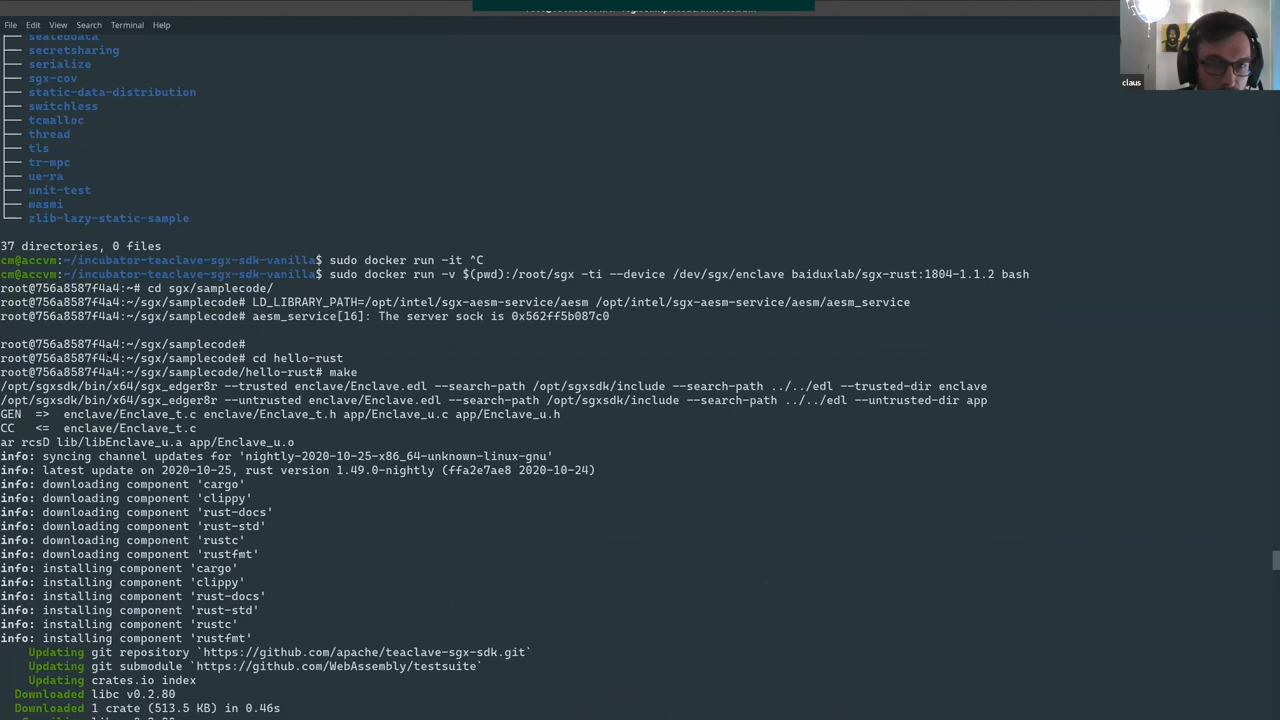 File Edit View Search Terminal Help
├── sealeddata
├── secretsharing
├── serialize
├── sgx-cov
├── static-data-distribution
├── switchless
├── tcmalloc
├── thread
├── tls
├── tr-mpc
├── ue-ra
├── unit-test
├── wasmi
└── zlib-lazy-static-sample
37 directories, 0 files
cm@accvm:~/incubator-teaclave-sgx-sdk-vanilla$ sudo docker run -it ^C
cm@accvm:~/incubator-teaclave-sgx-sdk-vanilla$ sudo docker run -v $(pwd):/root/sgx -ti --device /dev/sgx/enclave baiduxlab/sgx-rust:1804-1.1.2 bash
root@756a8587f4a4:~# cd sgx/samplecode/
root@756a8587f4a4:~/sgx/samplecode# LD_LIBRARY_PATH=/opt/intel/sgx-aesm-service/aesm /opt/intel/sgx-aesm-service/aesm/aesm_service
root@756a8587f4a4:~/sgx/samplecode# aesm_service[16]: The server sock is 0x562ff5b087c0
root@756a8587f4a4:~/sgx/samplecode#
root@756a8587f4a4:~/sgx/samplecode# cd hello-rust
root@756a8587f4a4:~/sgx/samplecode/hello-rust# make
/opt/sgxsdk/bin/x64/sgx_edger8r --trusted enclave/Enclave.edl --search-path /opt/sgxsdk/include --search-path ../../edl --trusted-dir enclave
/opt/sgxsdk/bin/x64/sgx_edger8r --untrusted enclave/Enclave.edl --search-path /opt/sgxsdk/include --search-path ../../edl --untrusted-dir app
GEN  =>  enclave/Enclave_t.c enclave/Enclave_t.h app/Enclave_u.c app/Enclave_u.h
CC   <=  enclave/Enclave_t.c
ar rcsD lib/libEnclave_u.a app/Enclave_u.o
info: syncing channel updates for 'nightly-2020-10-25-x86_64-unknown-linux-gnu'
info: latest update on 2020-10-25, rust version 1.49.0-nightly (ffa2e7ae8 2020-10-24)
info: downloading component 'cargo'
info: downloading component 'clippy'
info: downloading component 'rust-docs'
info: downloading component 'rust-std'
info: downloading component 'rustc'
info: downloading component 'rustfmt'
info: installing component 'cargo'
info: installing component 'clippy'
info: installing component 'rust-docs'
info: installing component 'rust-std'
info: installing component 'rustc'
info: installing component 'rustfmt'
Updating git repository `https://github.com/apache/teaclave-sgx-sdk.git`
Updating git submodule `https://github.com/WebAssembly/testsuite`
Updating crates.io index
Downloaded libc v0.2.80
Downloaded 1 crate (513.5 KB) in 0.46s
claus